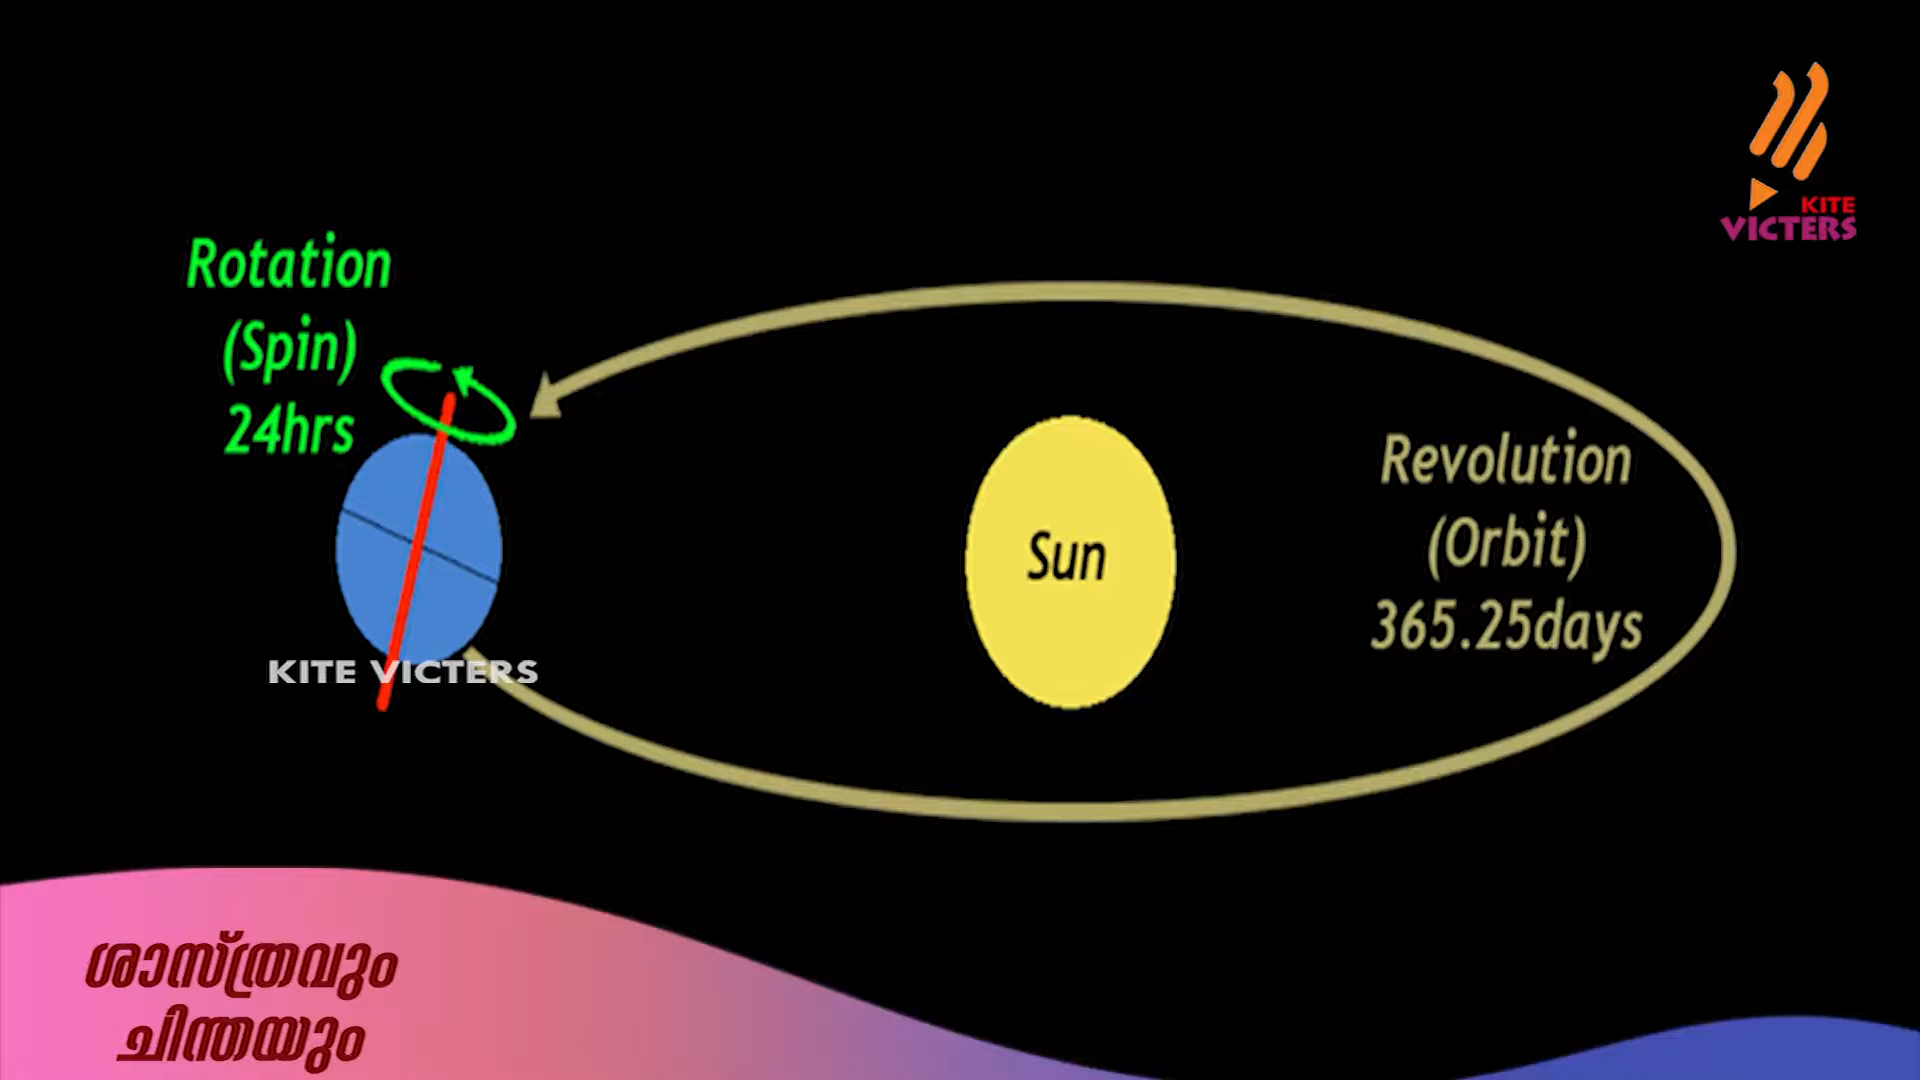 KITE
VICTERS
Rotation
(Spin)
24hrs
Sun
Revolution
(Orbit)
365.25days
KITE VICTERS
ശാസ്ത്രവും
ചിന്തയും